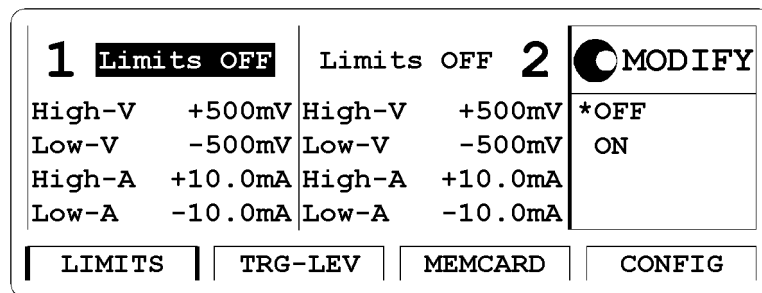 1 Limits OFF Limits OFF 2 MODIFY
High-V +500mV High-V +500mV *OFF
Low-V -500mV Low-V -500mV ON
High-A +10.0mA High-A +10.0mA
Low-A -10.0mA Low-A -10.0mA
LIMITS TRG-LEV MEMCARD CONFIG